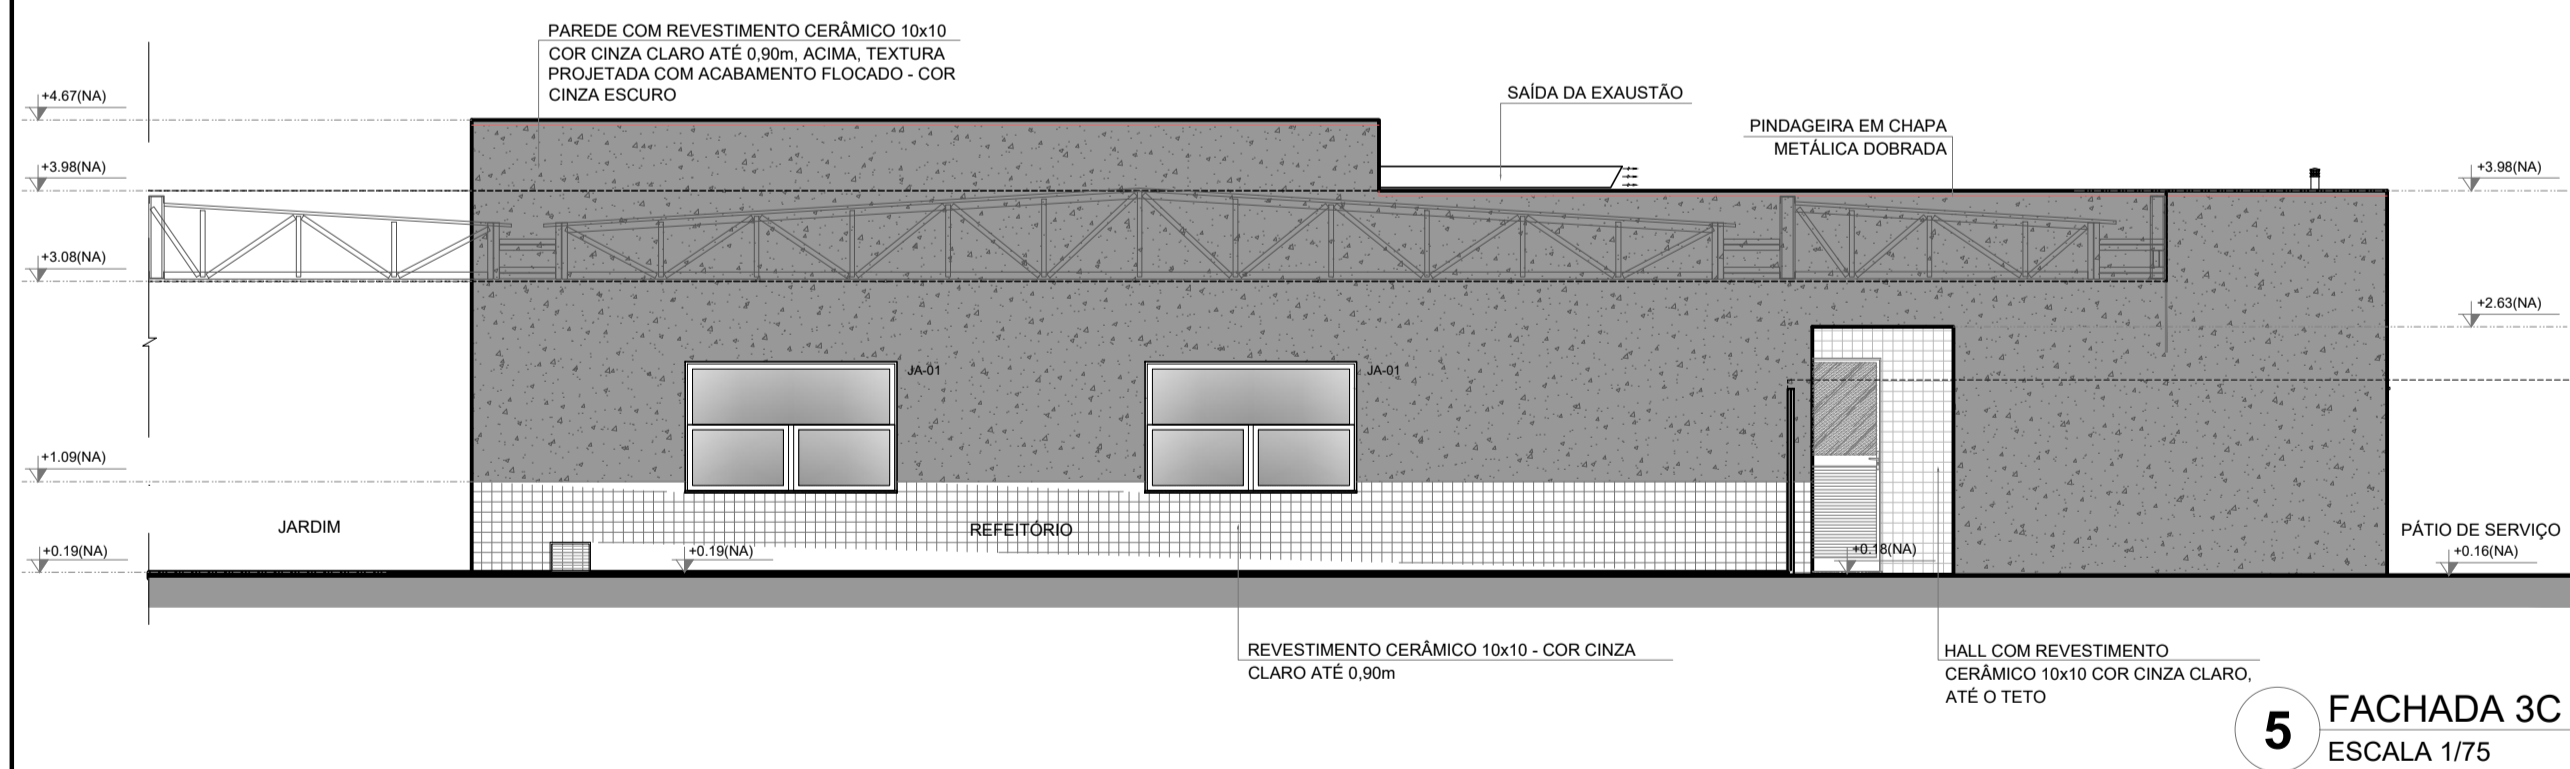 PAREDE COM REVESTIMENTO CERÂMICO 10x10
COR CINZA CLARO ATÉ 0,90m, ACIMA, TEXTURA
PROJETADA COM ACABAMENTO FLOCADO - COR
CINZA ESCURO
SAÍDA DA EXAUSTÃO
PINDAGEIRA EM CHAPA
METÁLICA DOBRADA
+4.67(NA)
+3.98(NA)
+3.98(NA)
+3.08(NA)
+2.63(NA)
JA-01
JA-01
+1.09(NA)
JARDIM
REFEITÓRIO
PÁTIO DE SERVIÇO
+0.19(NA)
+0.19(NA)
+0.18(NA)
+0.16(NA)
REVESTIMENTO CERÂMICO 10x10 - COR CINZA
CLARO ATÉ 0,90m
HALL COM REVESTIMENTO
CERÂMICO 10x10 COR CINZA CLARO,
ATÉ O TETO
5
FACHADA 3C
ESCALA 1/75